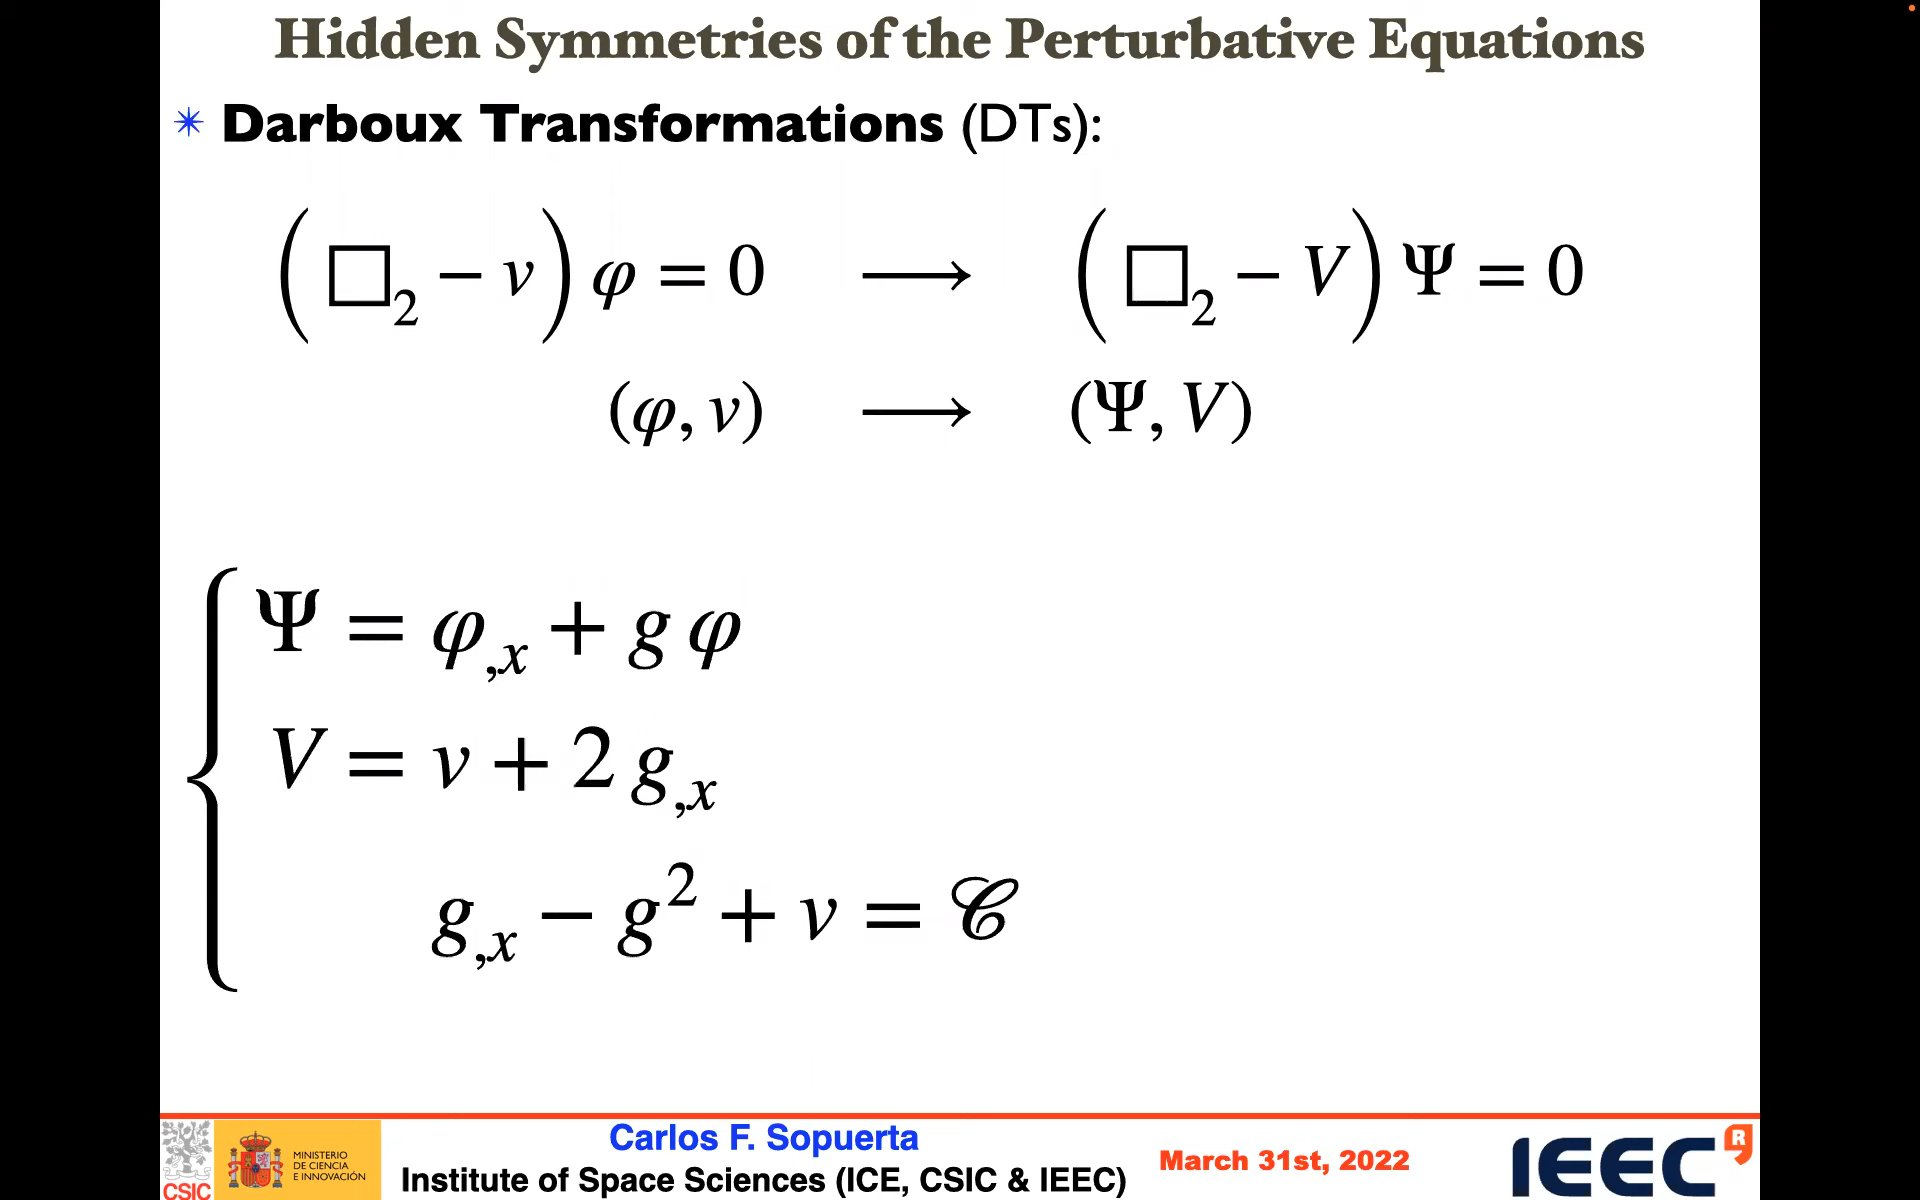 Hidden Symmetries of the Perturbative Equations
✴ Darboux Transformations (DTs):
(□₂ − v) φ = 0 ⟶ (□₂ − V) Ψ = 0
(φ, v) ⟶ (Ψ, V)
Ψ = φ,ₓ + g φ
V = v + 2 g,ₓ
g,ₓ − g² + v = 𝒞
CSIC
MINISTERIO
DE CIENCIA
E INNOVACIÓN
Carlos F. Sopuerta
Institute of Space Sciences (ICE, CSIC & IEEC)
March 31st, 2022
IEEC R